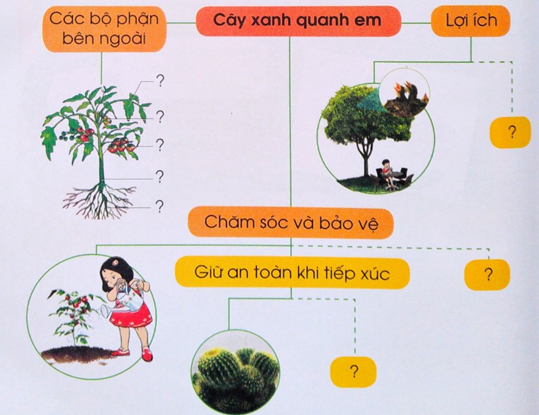 Các bộ phận
bên ngoài
Cây xanh quanh em
Lợi ích
?
?
?
?
?
?
Chăm sóc và bảo vệ
Giữ an toàn khi tiếp xúc
?
?